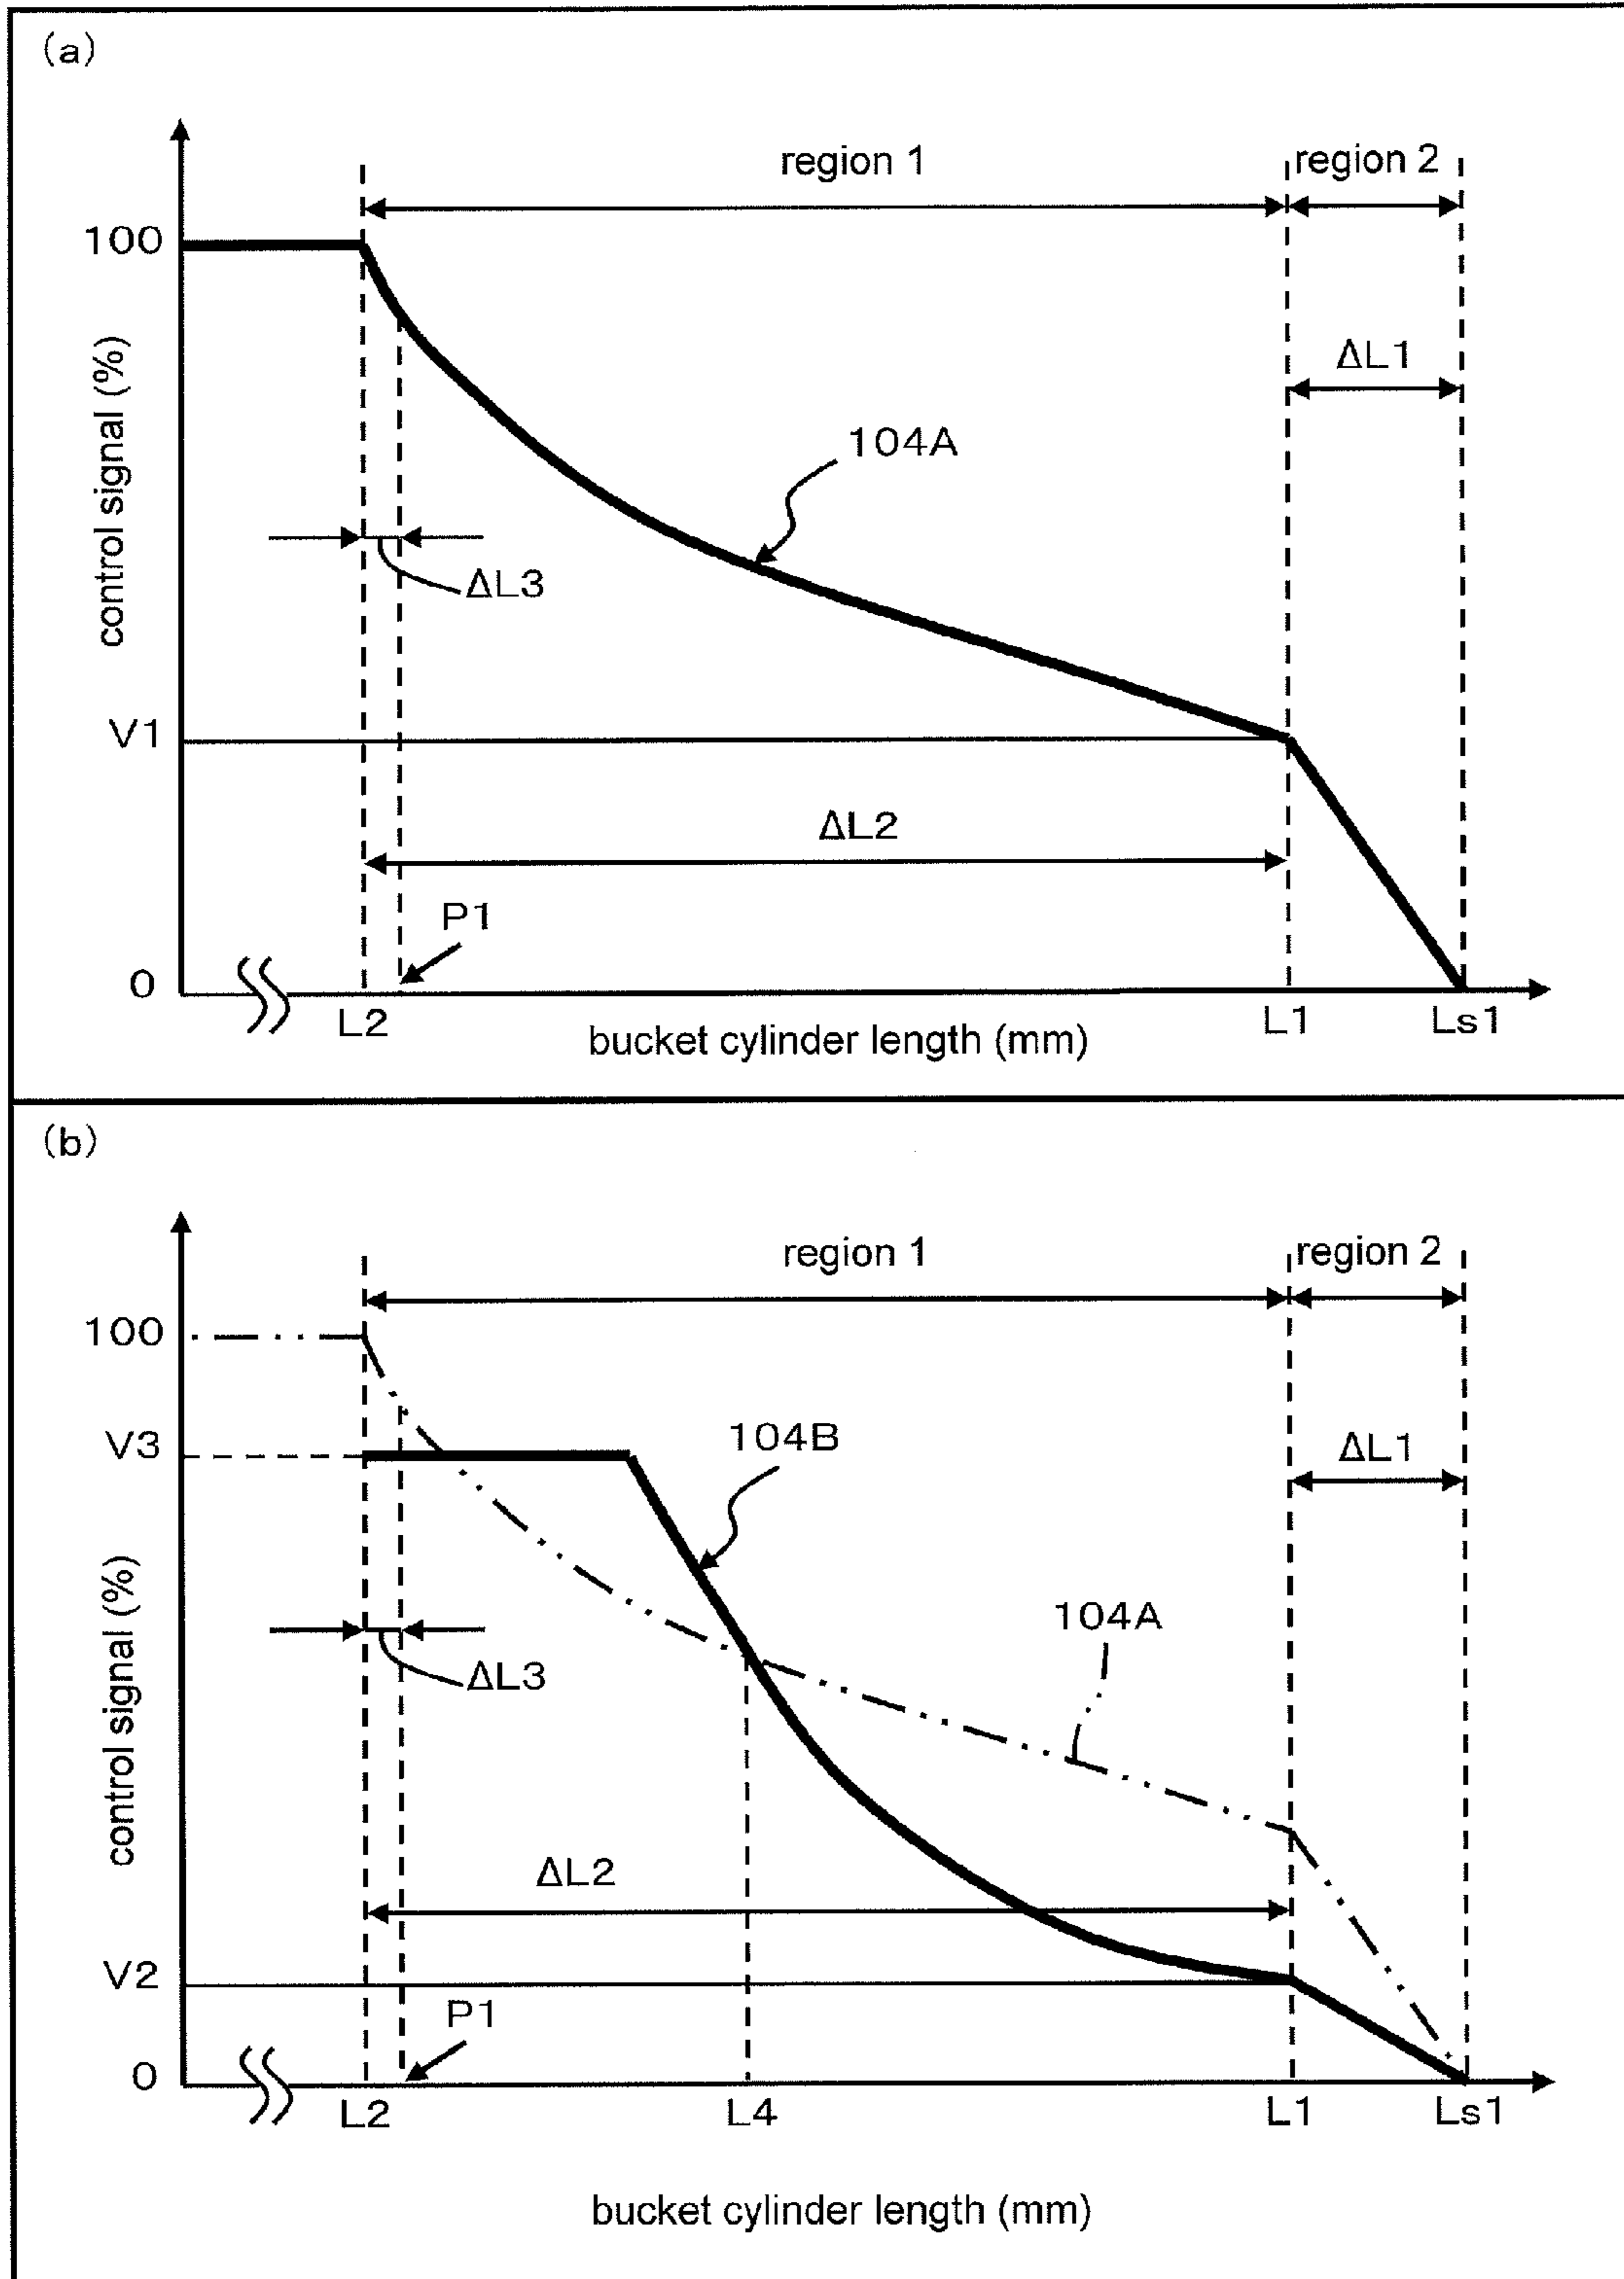 (a)
region 1
region 2
100
ΔL1
control signal (%)
104A
ΔL3
V1
ΔL2
P1
0
L2
L1
Ls1
bucket cylinder length (mm)
(b)
region 1
region 2
100
V3
104B
ΔL1
control signal (%)
104A
ΔL3
ΔL2
V2
P1
0
L2
L4
L1
Ls1
bucket cylinder length (mm)